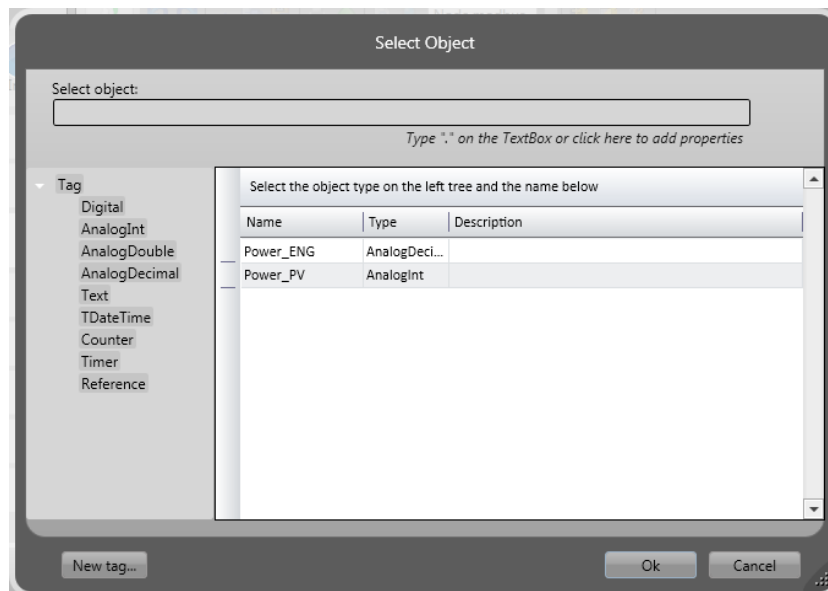 Select Object
Select object:
Type "." on the TextBox or click here to add properties
Tag
Digital
AnalogInt
AnalogDouble
AnalogDecimal
Text
TDateTime
Counter
Timer
Reference
Select the object type on the left tree and the name below
Name Type Description
Power_ENG AnalogDeci...
Power_PV AnalogInt
New tag... Ok Cancel